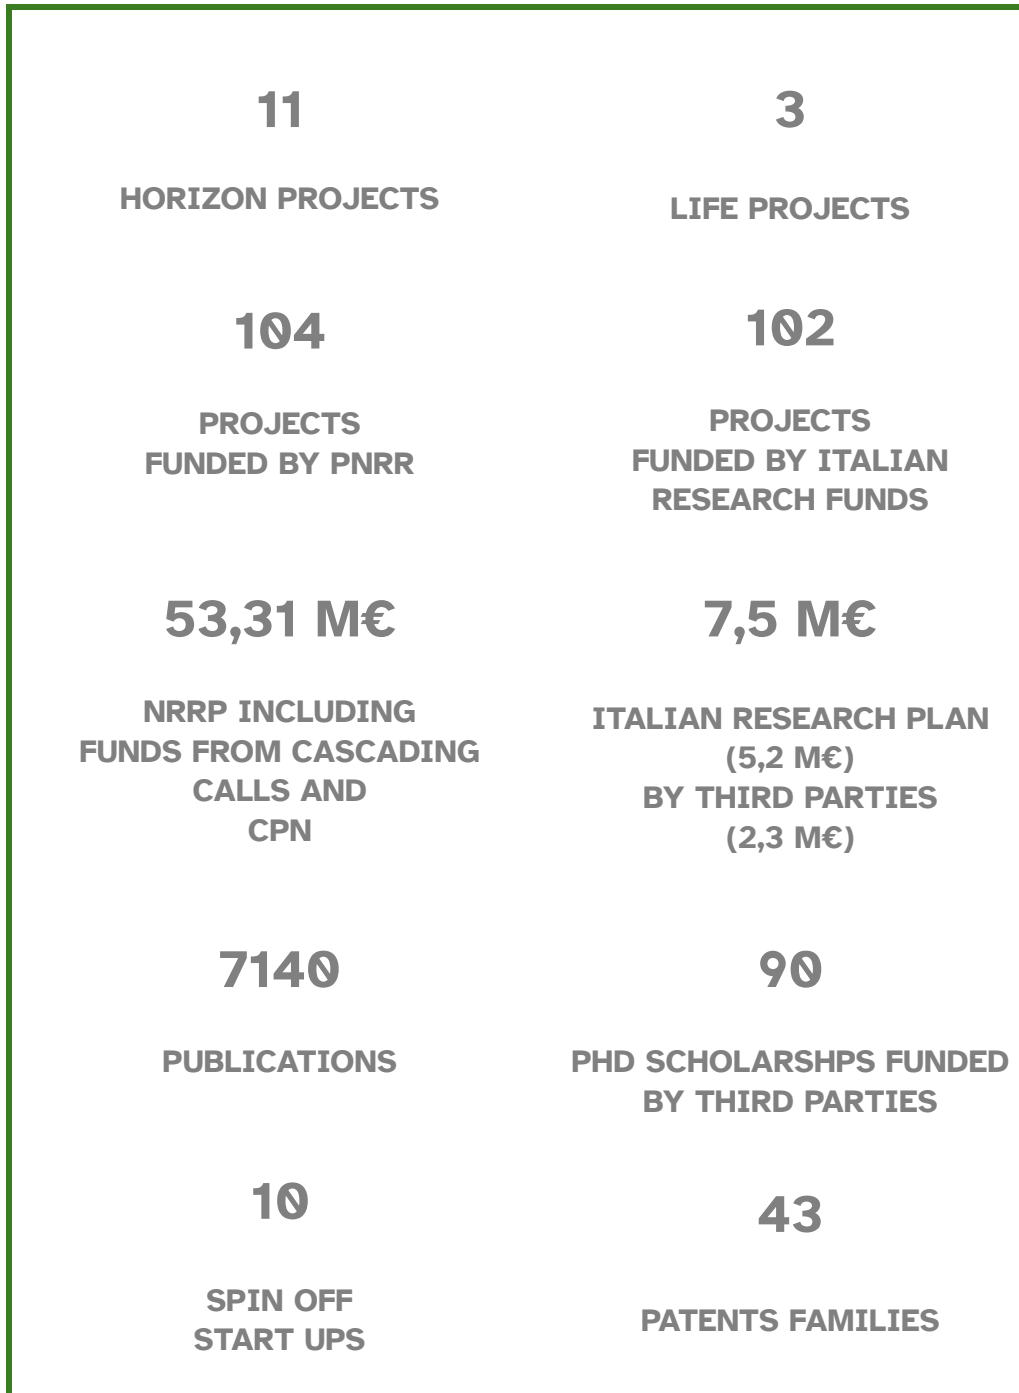 11
HORIZON PROJECTS
3
LIFE PROJECTS
104
PROJECTS
FUNDED BY PNRR
102
PROJECTS
FUNDED BY ITALIAN
RESEARCH FUNDS
53,31 M€
NRRP INCLUDING
FUNDS FROM CASCADING
CALLS AND
CPN
7,5 M€
ITALIAN RESEARCH PLAN
(5,2 M€)
BY THIRD PARTIES
(2,3 M€)
7140
PUBLICATIONS
90
PHD SCHOLARSHPS FUNDED
BY THIRD PARTIES
10
SPIN OFF
START UPS
43
PATENTS FAMILIES